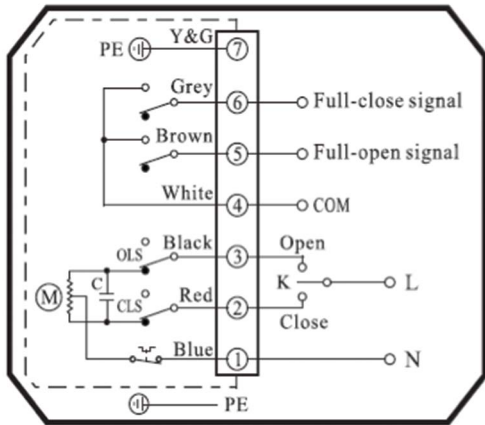 Y&G
PE 7
Grey
6 Full-close signal
Brown
5 Full-open signal
White
4 COM
OLS Black 3 Open
M C K L
CLS Red 2 Close
Blue 1 N
PE